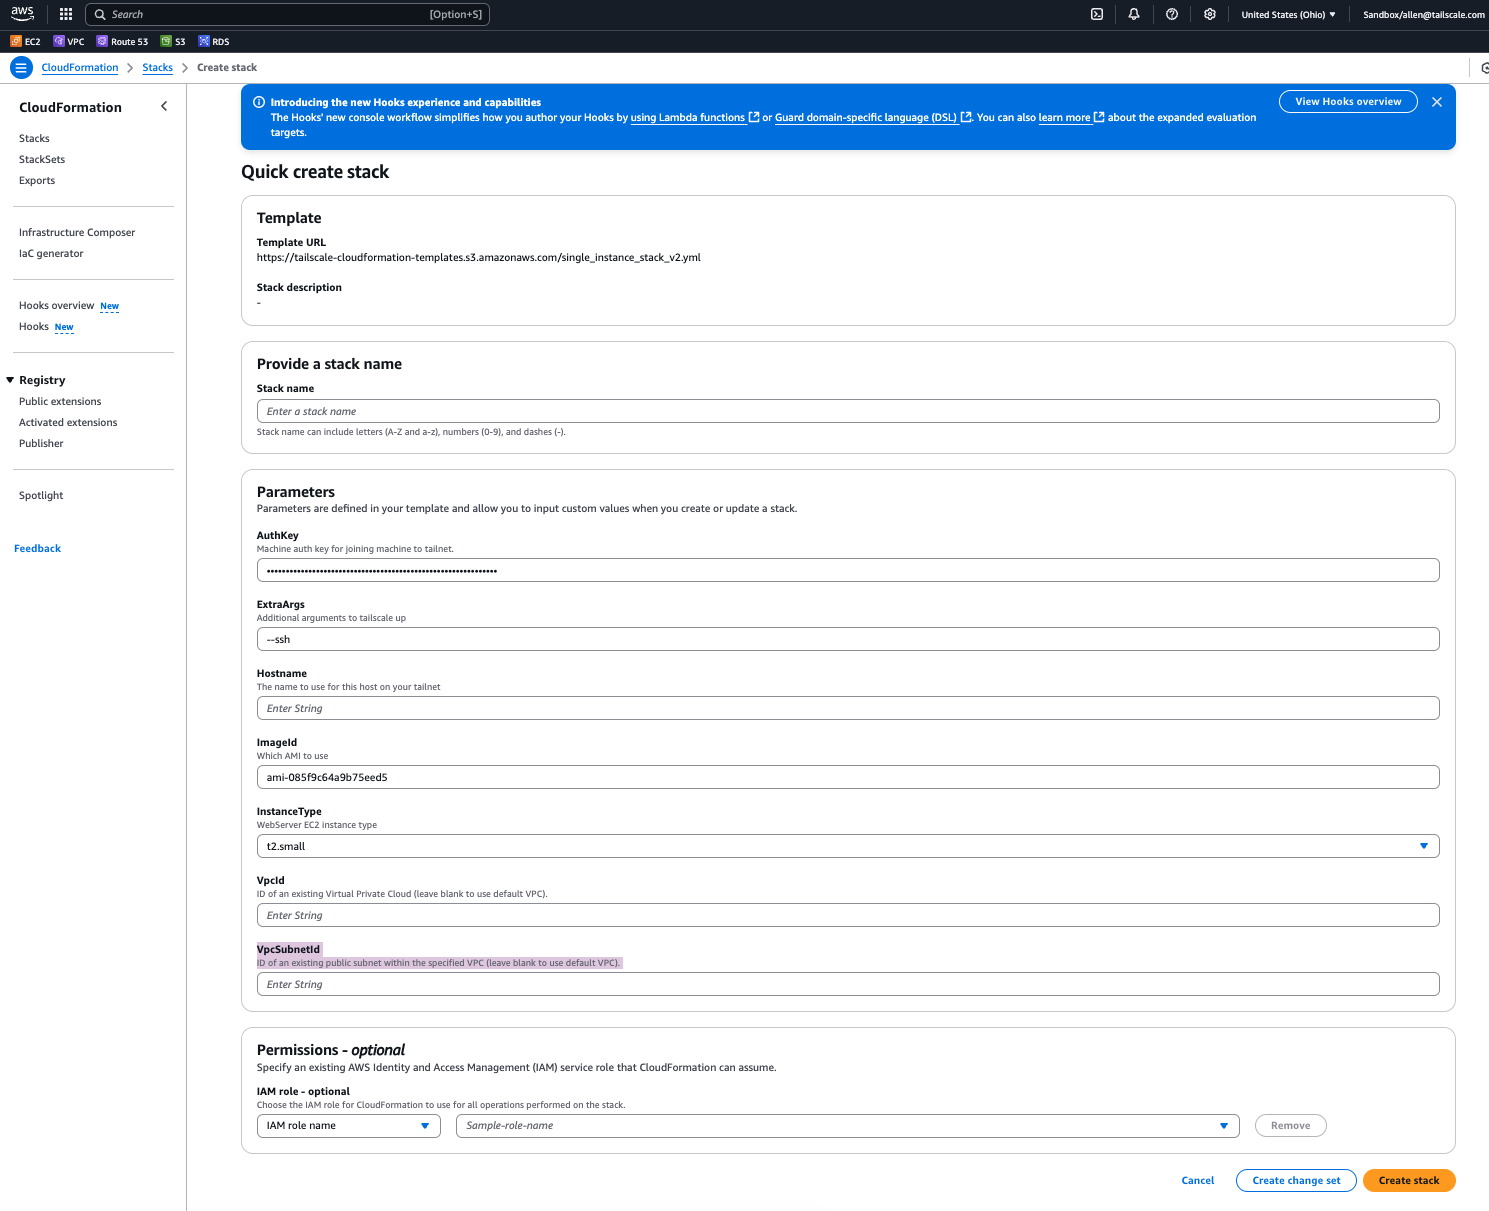 aws
Search [Option+S] United States (Ohio) Sandbox/allen@tailscale.com
EC2 VPC Route 53 S3 RDS
CloudFormation Stacks Create stack
CloudFormation
Stacks
StackSets
Exports
Infrastructure Composer
IaC generator
Hooks overview New
Hooks New
Registry
Public extensions
Activated extensions
Publisher
Spotlight
Feedback
Introducing the new Hooks experience and capabilities
The Hooks' new console workflow simplifies how you author your Hooks by using Lambda functions or Guard domain-specific language (DSL). You can also learn more about the expanded evaluation
targets.
View Hooks overview
Quick create stack
Template
Template URL
https://tailscale-cloudformation-templates.s3.amazonaws.com/single_instance_stack_v2.yml
Stack description
-
Provide a stack name
Stack name
Enter a stack name
Stack name can include letters (A-Z and a-z), numbers (0-9), and dashes (-).
Parameters
Parameters are defined in your template and allow you to input custom values when you create or update a stack.
AuthKey
Machine auth key for joining machine to tailnet.
ExtraArgs
Additional arguments to tailscale up
--ssh
Hostname
The name to use for this host on your tailnet
Enter String
ImageId
Which AMI to use
ami-085f9c64a9b75eed5
InstanceType
WebServer EC2 instance type
t2.small
VpcId
ID of an existing Virtual Private Cloud (leave blank to use default VPC).
Enter String
VpcSubnetId
ID of an existing public subnet within the specified VPC (leave blank to use default VPC).
Enter String
Permissions - optional
Specify an existing AWS Identity and Access Management (IAM) service role that CloudFormation can assume.
IAM role - optional
Choose the IAM role for CloudFormation to use for all operations performed on the stack.
IAM role name Sample-role-name Remove
Cancel Create change set Create stack